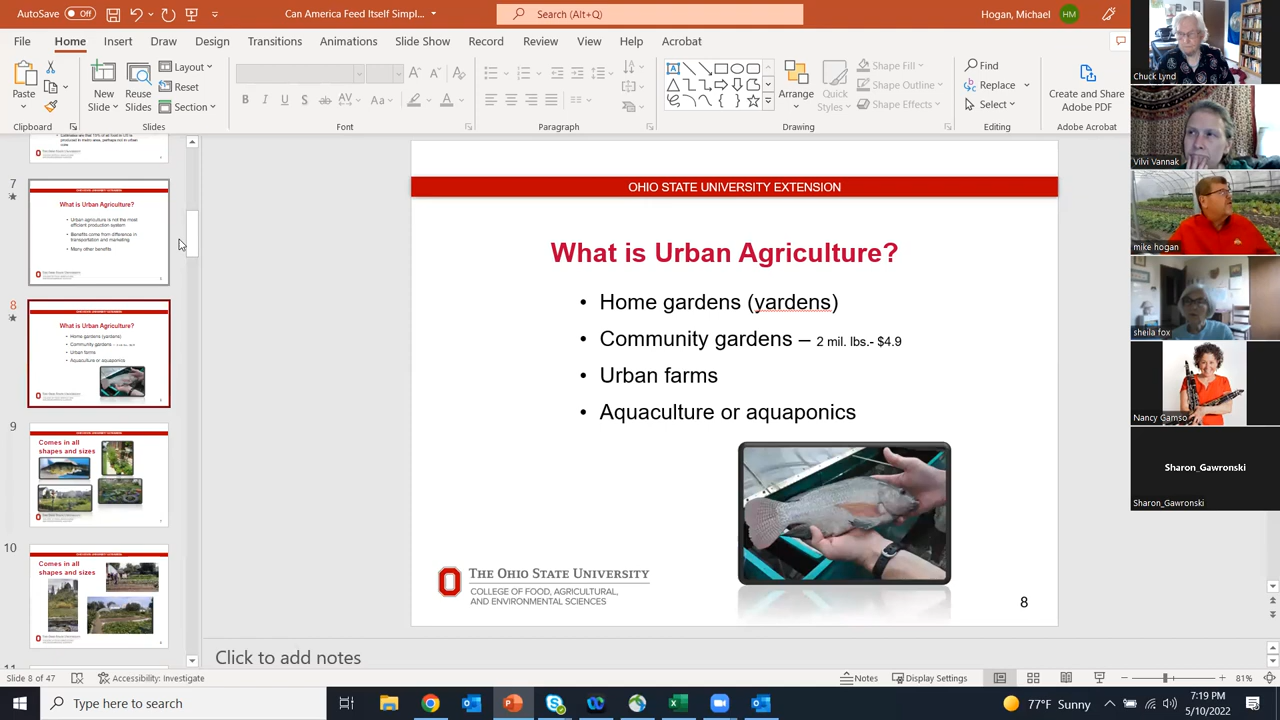 Off
Can Aurban Feed Itself Symposium
Search
Hogan, Michael
HM
File
Home
Insert
Draw
Design
Transitions
Animations
Slide Show
Record
Review
View
Help
Acrobat
Paste
New
Slide
Reuse
Slides
Layout
Reset
Section
Shape Fill
Shape Outline
Shape Effects
Arrange
Quick
Styles
Find
Replace
Select
Create and Share
Adobe PDF
Clipboard
Slides
Font
Paragraph
Drawing
Editing
Adobe Acrobat
7
What is Urban Agriculture?
• Urban agriculture is not the most
efficient production system
• Benefits come from difference in
transportation and marketing
• Many other benefits
8
What is Urban Agriculture?
• Home gardens (yardens)
• Urban farms
• Aquaculture or aquaponics
9
Comes in all
shapes and sizes
10
Comes in all
shapes and sizes
OHIO STATE UNIVERSITY EXTENSION
What is Urban Agriculture?
• Home gardens (yardens)
• Community gardens – 2 mil. lbs.- $4.9
• Urban farms
• Aquaculture or aquaponics
THE OHIO STATE UNIVERSITY
COLLEGE OF FOOD, AGRICULTURAL,
AND ENVIRONMENTAL SCIENCES
8
Click to add notes
Chuck Lynd
Vilvi Vannak
mike hogan
sheila fox
Nancy Gamso
Sharon_Gawronski
Sharon_Gawronski
Slide 8 of 47
Accessibility: Investigate
Notes
Display Settings
81%
Type here to search
77°F Sunny
7:19 PM
5/10/2022